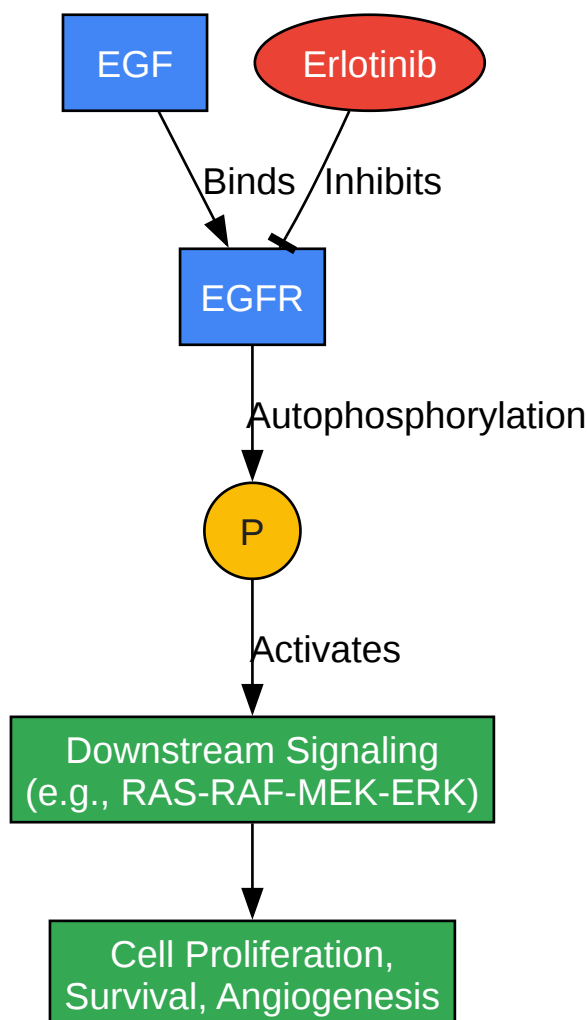 EGF
Erlotinib
Binds
Inhibits
EGFR
Autophosphorylation
P
Activates
Downstream Signaling
(e.g., RAS-RAF-MEK-ERK)
Cell Proliferation,
Survival, Angiogenesis